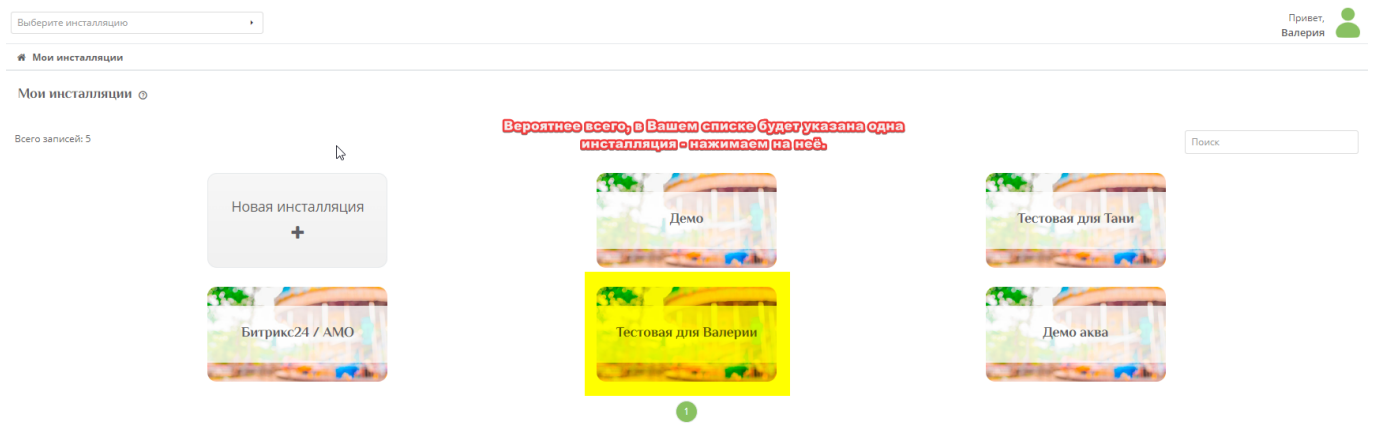 Выберите инсталляцию
Привет,
Валерия
Мои инсталляции
Мои инсталляции
Вероятнее всего, в Вашем списке будет указана одна
инсталляция - нажимаем на неё.
Всего записей: 5
Поиск
Новая инсталляция
Демо
Тестовая для Тани
Битрикс24 / АМО
Тестовая для Валерии
Демо аква
1